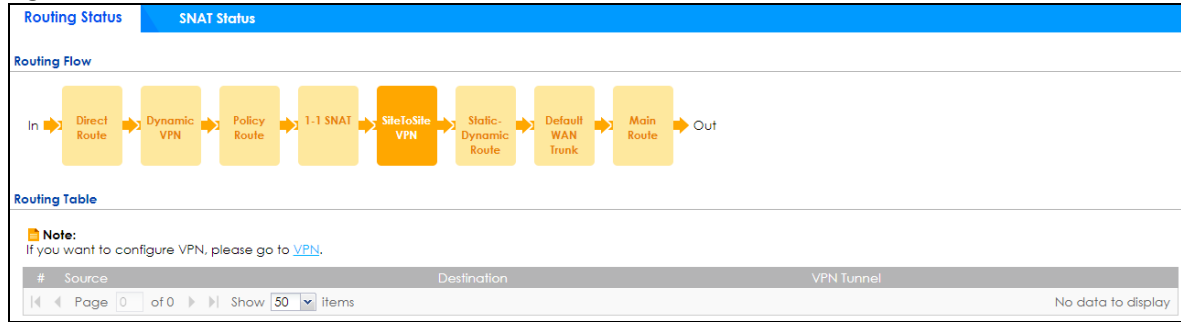 Routing Status
SNAT Status
Routing Flow
In
Direct
Route
Dynamic
VPN
Policy
Route
1-1 SNAT
SiteToSite
VPN
Static-
Dynamic
Route
Default
WAN
Trunk
Main
Route
Out
Routing Table
Note:
If you want to configure VPN, please go to VPN.
# Source Destination VPN Tunnel
Page 0 of 0 Show 50 items No data to display